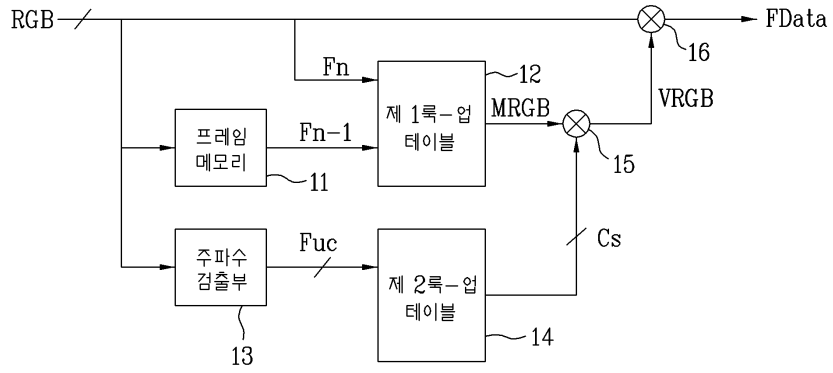 RGB
FData
16
Fn
12
제 1룩-업
테이블
MRGB
VRGB
15
프레임
메모리
Fn-1
11
주파수
검출부
Fuc
13
제 2룩-업
테이블
Cs
14